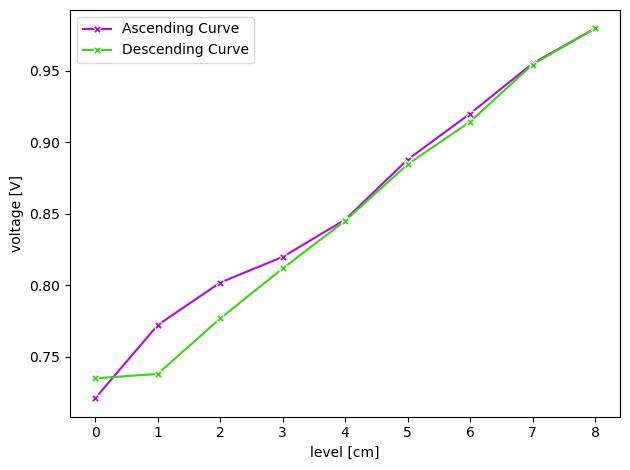 Ascending Curve
Descending Curve
0.95
0.90
0.85
0.80
0.75
voltage [V]
0 1 2 3 4 5 6 7 8
level [cm]